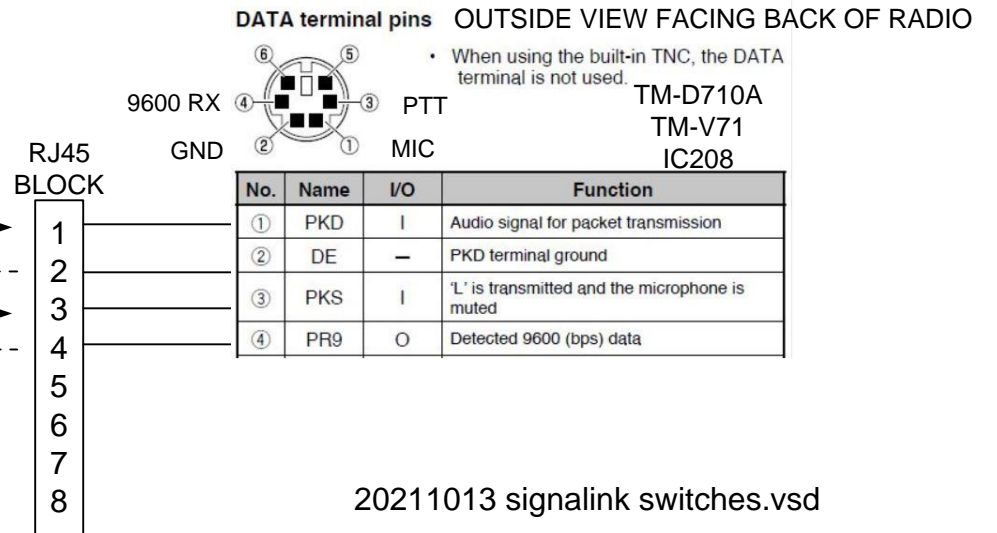 DATA terminal pins OUTSIDE VIEW FACING BACK OF RADIO
⑥ ⑤
• When using the built-in TNC, the DATA
terminal is not used.
9600 RX ④ ③ PTT
TM-D710A
TM-V71
IC208
GND ② ① MIC
RJ45
BLOCK
No. Name I/O Function
① PKD I Audio signal for packet transmission
② DE – PKD terminal ground
③ PKS I 'L' is transmitted and the microphone is
muted
④ PR9 O Detected 9600 (bps) data
1
2
3
4
5
6
7
8
20211013 signalink switches.vsd